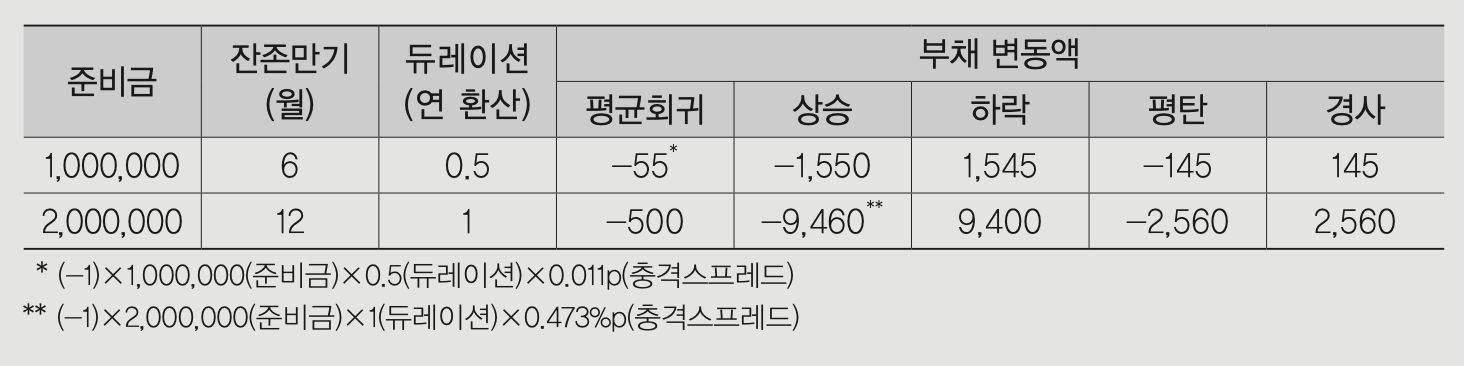 준비금 잔존만기 (월) 듀레이션 (연 환산) 부채 변동액
평균회귀 상승 하락 평탄 경사
1,000,000 6 0.5 −55* −1,550 1,545 −145 145
2,000,000 12 1 −500 −9,460** 9,400 −2,560 2,560
* (−1)×1,000,000(준비금)×0.5(듀레이션)×0.011p(충격스프레드)
** (−1)×2,000,000(준비금)×1(듀레이션)×0.473%p(충격스프레드)